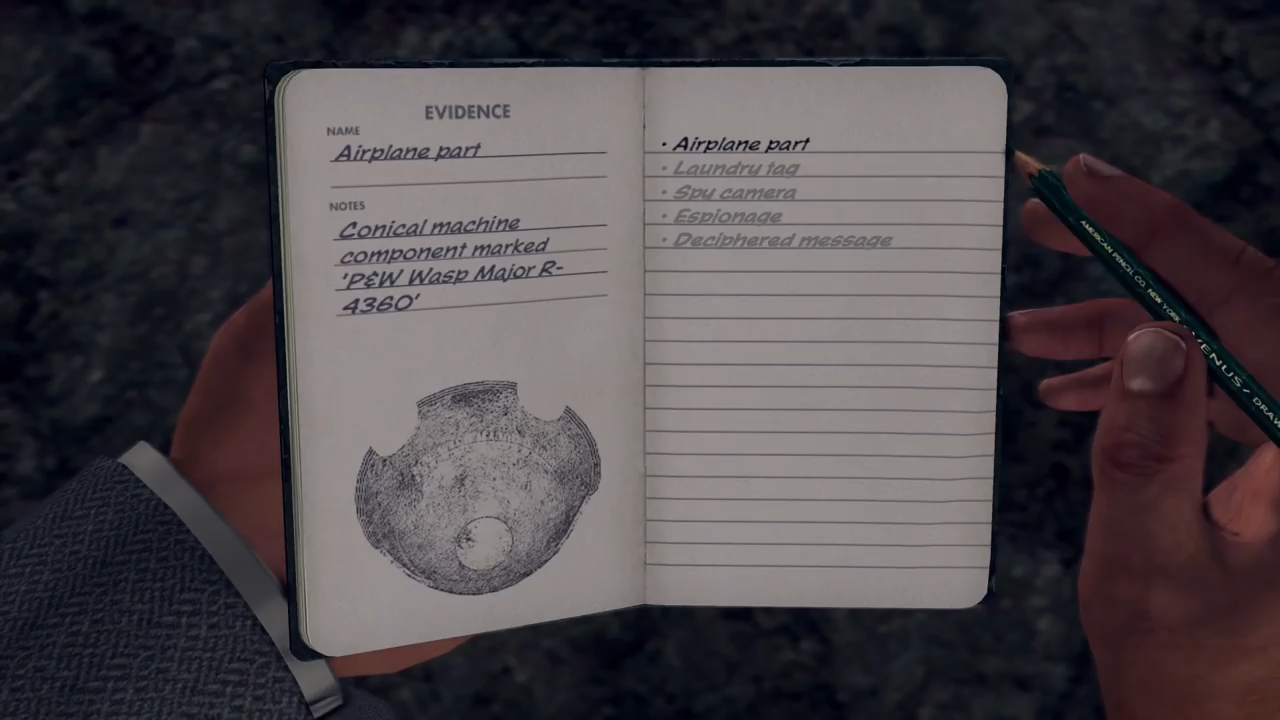 EVIDENCE
NAME
Airplane part
NOTES
Conical machine
component marked
'P&W Wasp Major R-
4360'
• Airplane part
• Laundry tag
• Spy camera
• Espionage
• Deciphered message
AMERICAN PENCIL CO. NEW YORK
VENUS / DRAW